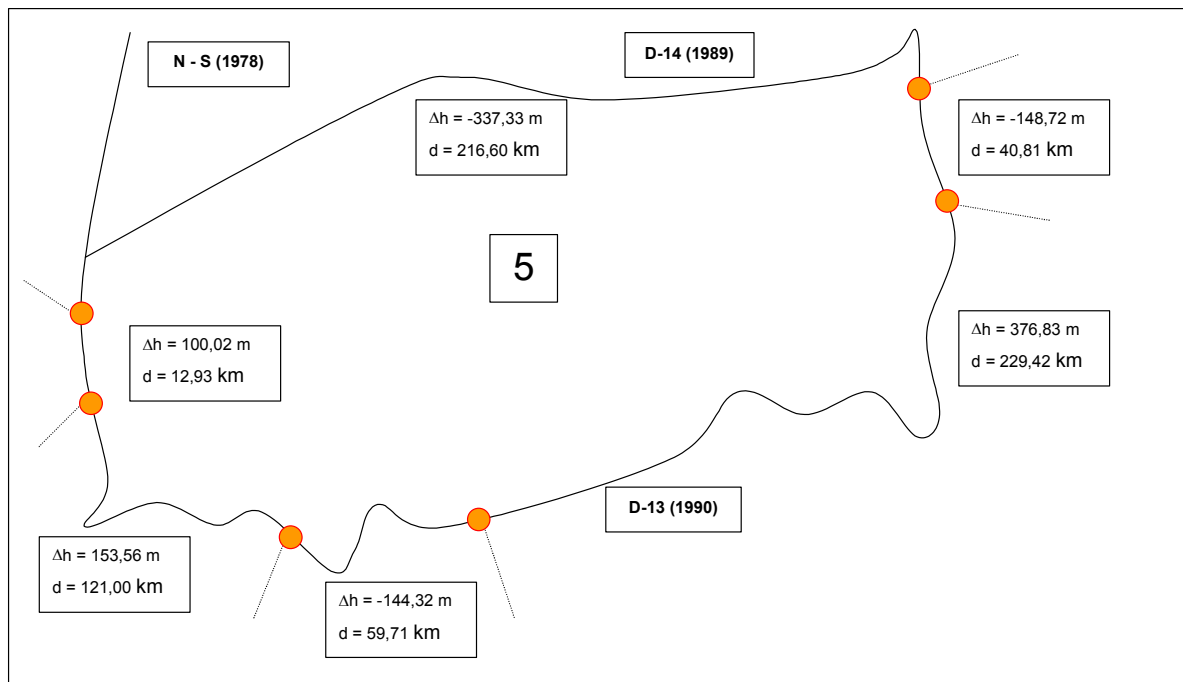 N - S (1978)
D-14 (1989)
Δh = -337,33 m
d = 216,60 km
Δh = -148,72 m
d = 40,81 km
5
Δh = 100,02 m
d = 12,93 km
Δh = 376,83 m
d = 229,42 km
D-13 (1990)
Δh = 153,56 m
d = 121,00 km
Δh = -144,32 m
d = 59,71 km